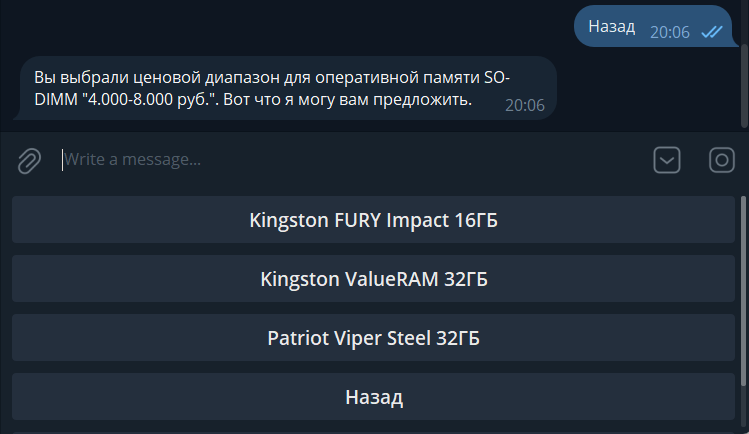 Назад 20:06
Вы выбрали ценовой диапазон для оперативной памяти SO-
DIMM "4.000-8.000 руб.". Вот что я могу вам предложить. 20:06
Write a message...
Kingston FURY Impact 16ГБ
Kingston ValueRAM 32ГБ
Patriot Viper Steel 32ГБ
Назад